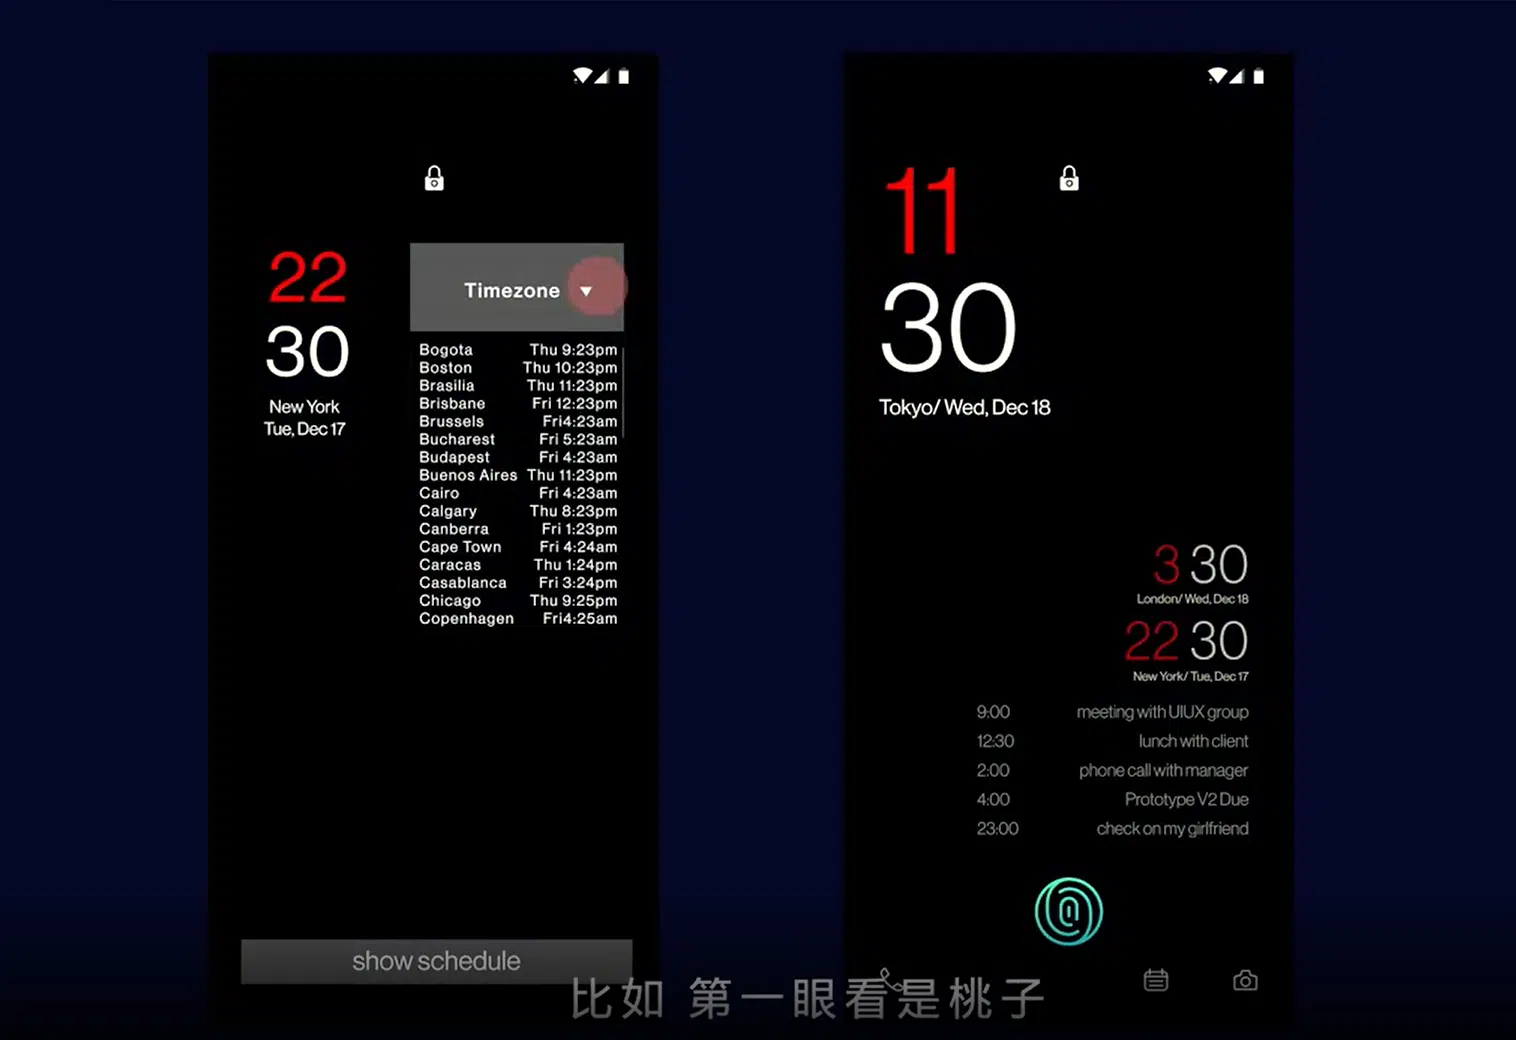 22
30
New York
Tue, Dec 17
Timezone
Bogota Thu 9:23pm
Boston Thu 10:23pm
Brasilia Thu 11:23pm
Brisbane Fri 12:23pm
Brussels Fri4:23am
Bucharest Fri 5:23am
Budapest Fri 4:23am
Buenos Aires Thu 11:23pm
Cairo Fri 4:23am
Calgary Thu 8:23pm
Canberra Fri 1:23pm
Cape Town Fri 4:24am
Caracas Thu 1:24pm
Casablanca Fri 3:24pm
Chicago Thu 9:25pm
Copenhagen Fri4:25am
show schedule
11
30
Tokyo/ Wed, Dec 18
3 30
London/ Wed, Dec 18
22 30
New York/ Tue, Dec 17
9:00 meeting with UIUX group
12:30 lunch with client
2:00 phone call with manager
4:00 Prototype V2 Due
23:00 check on my girlfriend
比如 第一眼看是桃子